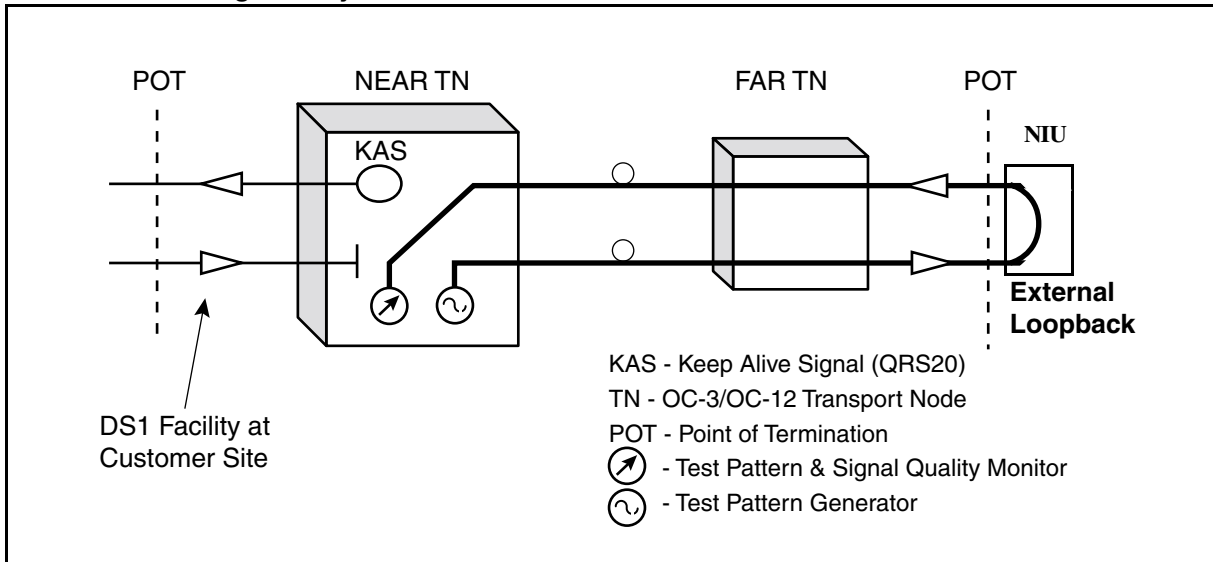 POT
NEAR TN
FAR TN
POT
NIU
KAS
External
Loopback
DS1 Facility at
Customer Site
KAS - Keep Alive Signal (QRS20)
TN - OC-3/OC-12 Transport Node
POT - Point of Termination
- Test Pattern & Signal Quality Monitor
- Test Pattern Generator